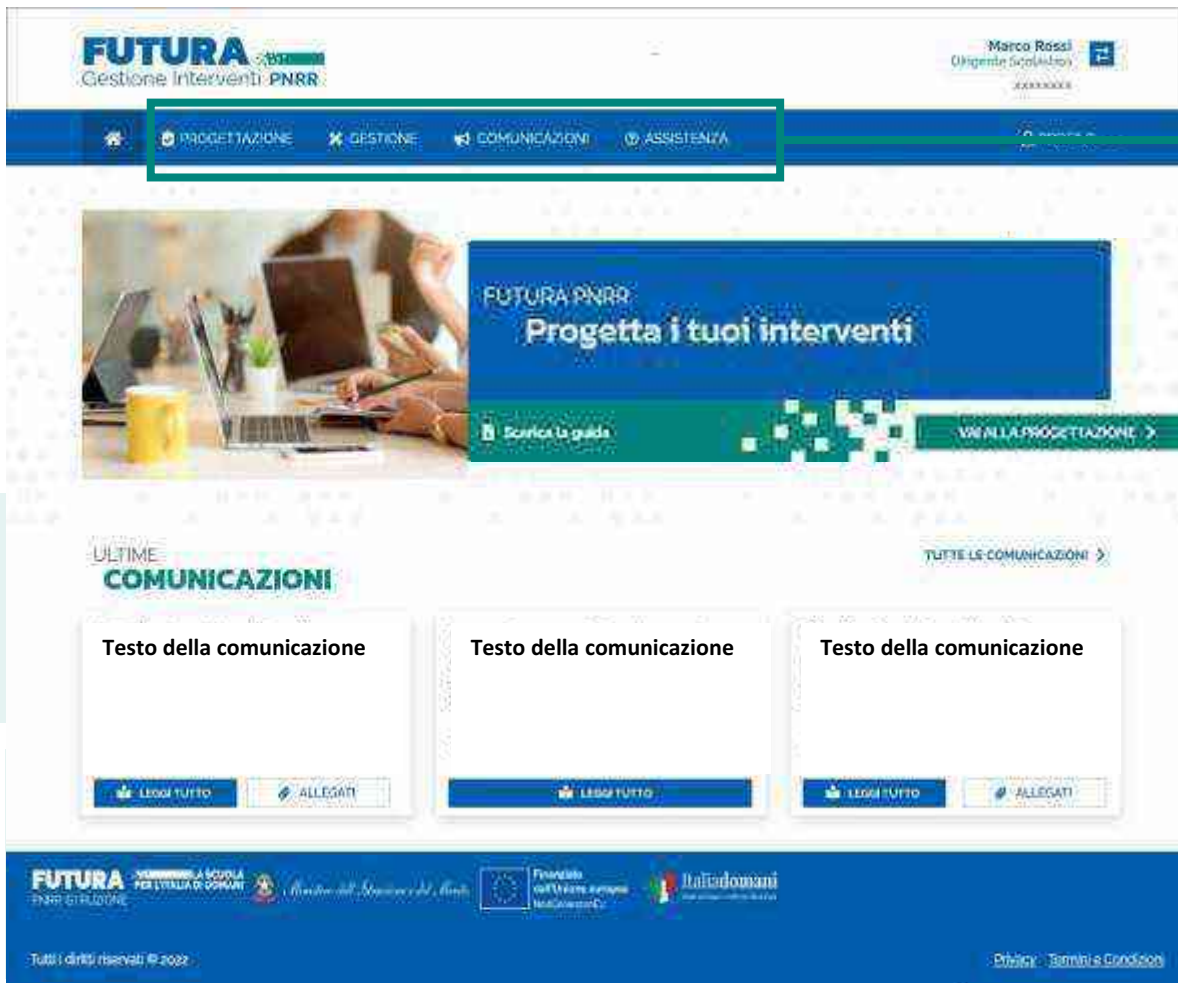 FUTURA
Gestione Interventi PNRR
Marco Rossi
Dirigente Scolastico
xxxxxxxx
PROGETTAZIONE GESTIONE COMUNICAZIONI ASSISTENZA
FUTURA PNRR
Progetta i tuoi interventi
Scarica la guida
VAI ALLA PROGETTAZIONE
ULTIME
COMUNICAZIONI
TUTTE LE COMUNICAZIONI
Testo della comunicazione
LEGGI TUTTO ALLEGATI
Testo della comunicazione
LEGGI TUTTO
Testo della comunicazione
LEGGI TUTTO ALLEGATI
FUTURA
PNRR ISTRUZIONE
LA SCUOLA
PER L'ITALIA DI DOMANI
Finanziato
dall'Unione europea
NextGenerationEU
Italiadomani
Tutti i diritti riservati © 2022
Privacy Termini e Condizioni